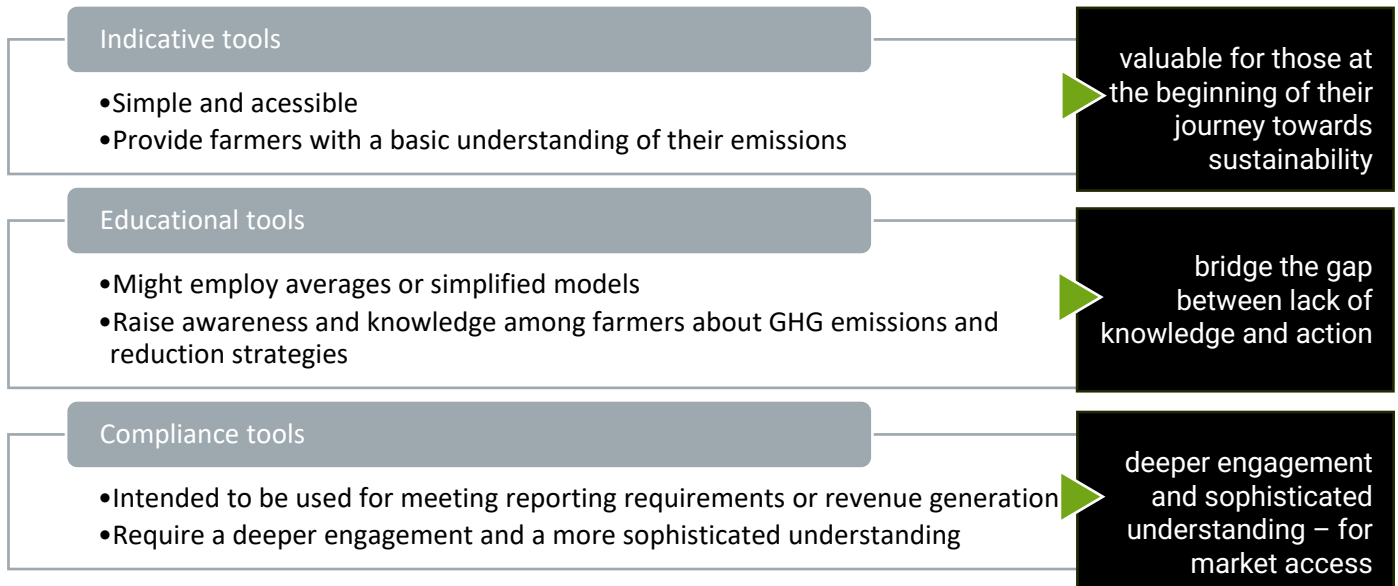 Indicative tools
•Simple and acessible
•Provide farmers with a basic understanding of their emissions
valuable for those at
the beginning of their
journey towards
sustainability
Educational tools
•Might employ averages or simplified models
•Raise awareness and knowledge among farmers about GHG emissions and
reduction strategies
bridge the gap
between lack of
knowledge and action
Compliance tools
•Intended to be used for meeting reporting requirements or revenue generation
•Require a deeper engagement and a more sophisticated understanding
deeper engagement
and sophisticated
understanding – for
market access